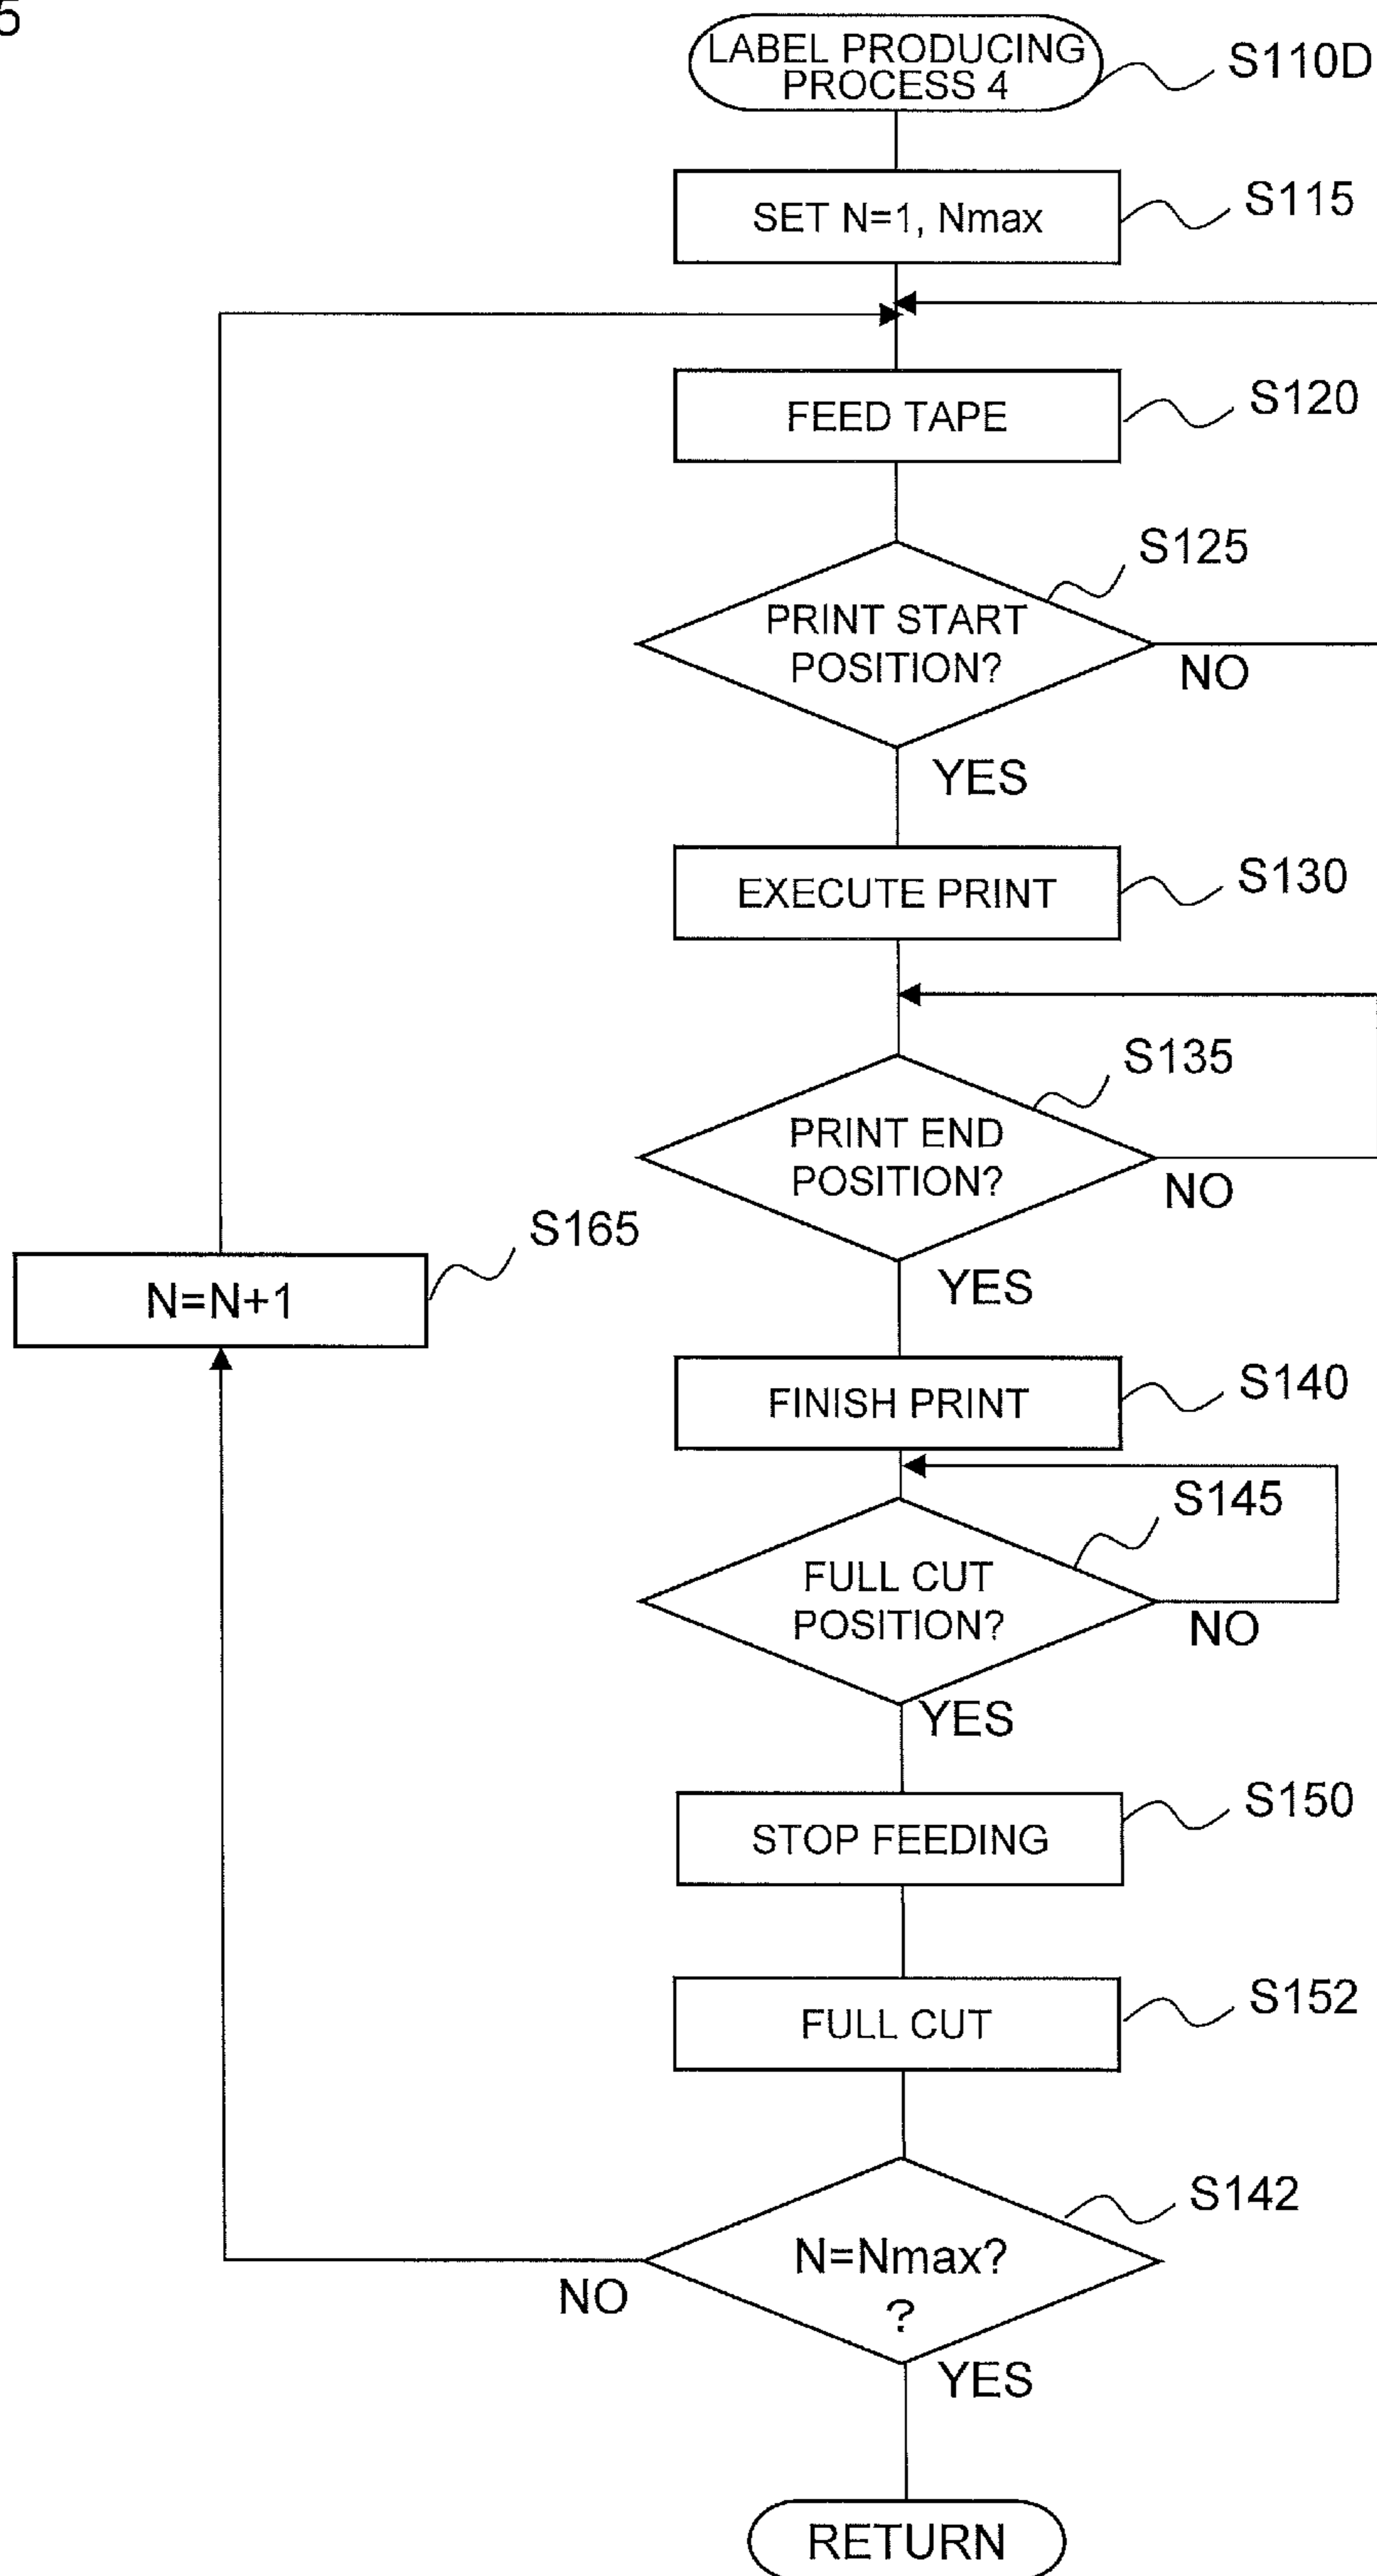 5
LABEL PRODUCING
PROCESS 4
S110D
SET N=1, Nmax
S115
FEED TAPE
S120
S125
PRINT START
POSITION?
NO
YES
EXECUTE PRINT
S130
S135
PRINT END
POSITION?
NO
YES
S165
N=N+1
FINISH PRINT
S140
S145
FULL CUT
POSITION?
NO
YES
STOP FEEDING
S150
FULL CUT
S152
S142
N=Nmax?
?
NO
YES
RETURN